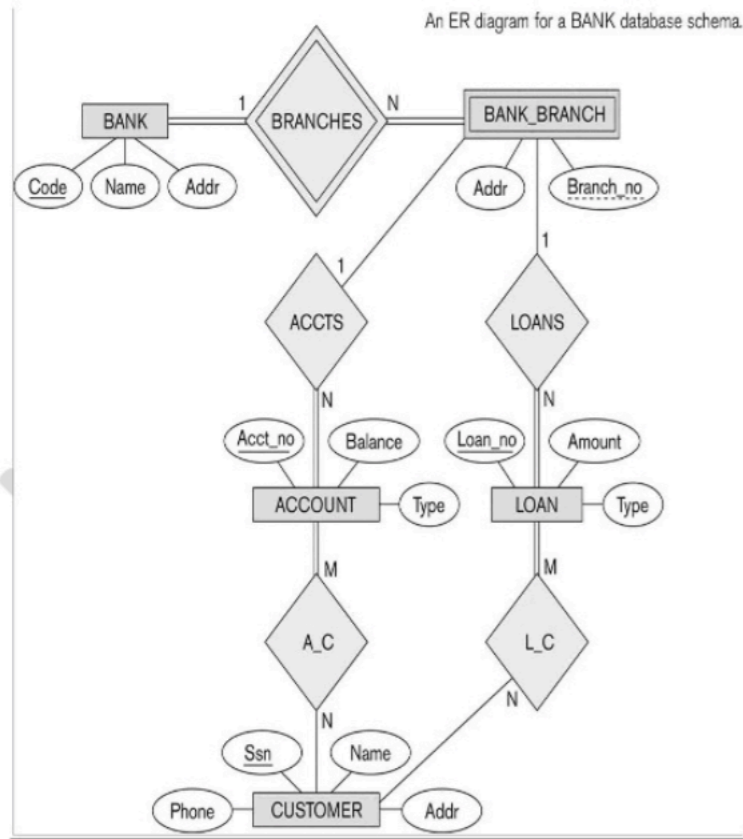 An ER diagram for a BANK database schema.
1
N
BANK
BRANCHES
BANK_BRANCH
Code
Name
Addr
Addr
Branch_no
1
1
ACCTS
LOANS
N
N
Acct_no
Balance
Loan_no
Amount
ACCOUNT
Type
LOAN
Type
M
M
A_C
L_C
N
N
Ssn
Name
Phone
CUSTOMER
Addr